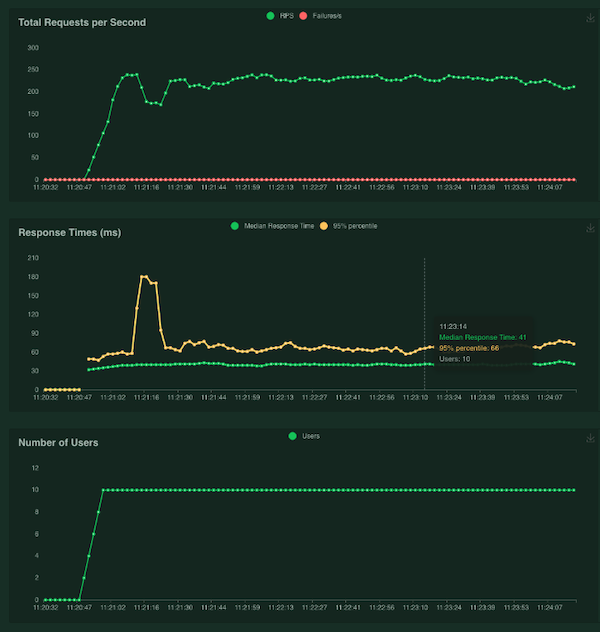 Total Requests per Second
RPS Failures/s
300
250
200
150
100
50
0
11:20:32 11:20:47 11:21:02 11:21:16 11:21:30 11:21:44 11:21:59 11:22:13 11:22:27 11:22:41 11:22:56 11:23:10 11:23:24 11:23:39 11:23:53 11:24:07
Response Times (ms)
Median Response Time 95% percentile
210
180
150
120
90
60
30
0
11:23:14
Median Response Time: 41
95% percentile: 66
Users: 10
11:20:32 11:20:47 11:21:02 11:21:16 11:21:30 11:21:44 11:21:59 11:22:13 11:22:27 11:22:41 11:22:56 11:23:10 11:23:24 11:23:39 11:23:53 11:24:07
Number of Users
Users
12
10
8
6
4
2
0
11:20:32 11:20:47 11:21:02 11:21:16 11:21:30 11:21:44 11:21:59 11:22:13 11:22:27 11:22:41 11:22:56 11:23:10 11:23:24 11:23:39 11:23:53 11:24:07